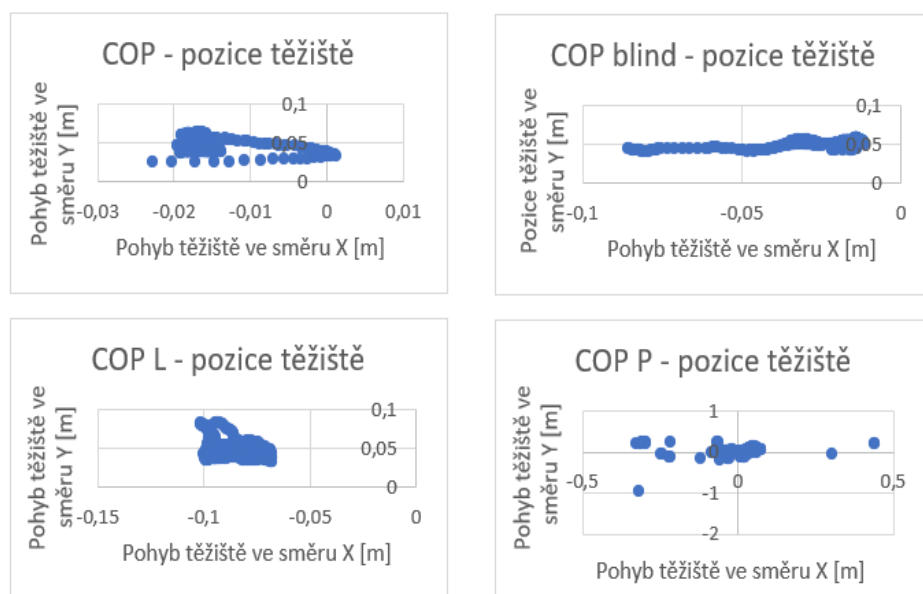 COP - pozice těžiště
Pohyb těžiště ve
směru Y [m]
0,1
0,05
0
-0,03
-0,02
-0,01
0
0,01
Pohyb těžiště ve směru X [m]
COP blind - pozice těžiště
Pozice těžiště ve
směru Y [m]
0,1
0,05
0
-0,1
-0,05
0
Pohyb těžiště ve směru X [m]
COP L - pozice těžiště
Pohyb těžiště ve
směru Y [m]
0,1
0,05
0
-0,15
-0,1
-0,05
0
Pohyb těžiště ve směru X [m]
COP P - pozice těžiště
Pohyb těžiště ve
směru Y [m]
1
0
-1
-2
-0,5
0
0,5
Pohyb těžiště ve směru X [m]